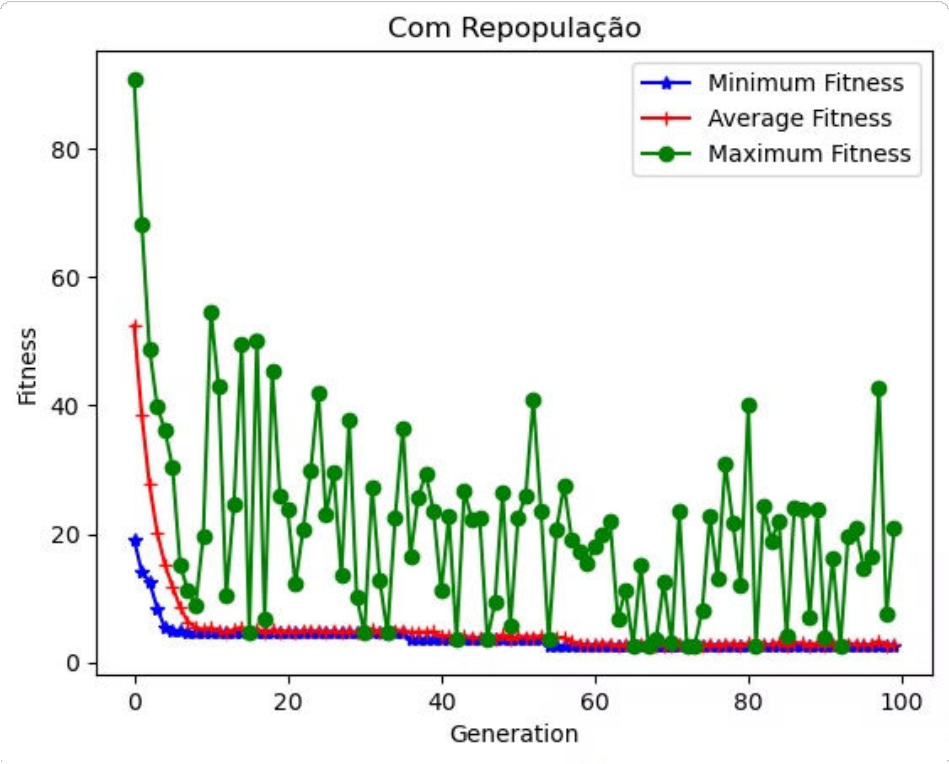 Com Repopulação
Minimum Fitness
Average Fitness
Maximum Fitness
80
60
40
20
0
Fitness
0 20 40 60 80 100
Generation